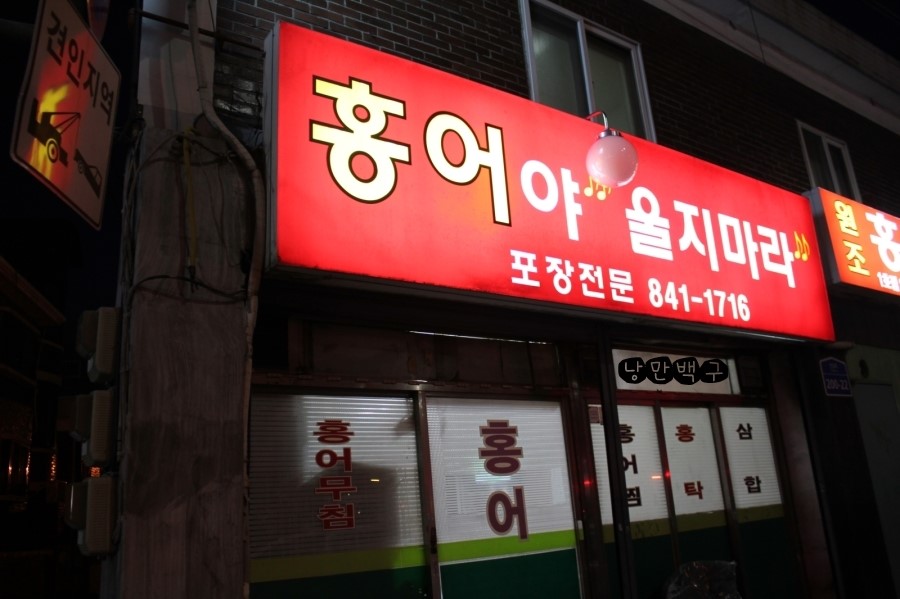 견인지역
홍어야 울지마라
포장전문 841-1716
원조
홍
낭만백구
홍어무침
홍어
홍어찜
홍탁
삼합